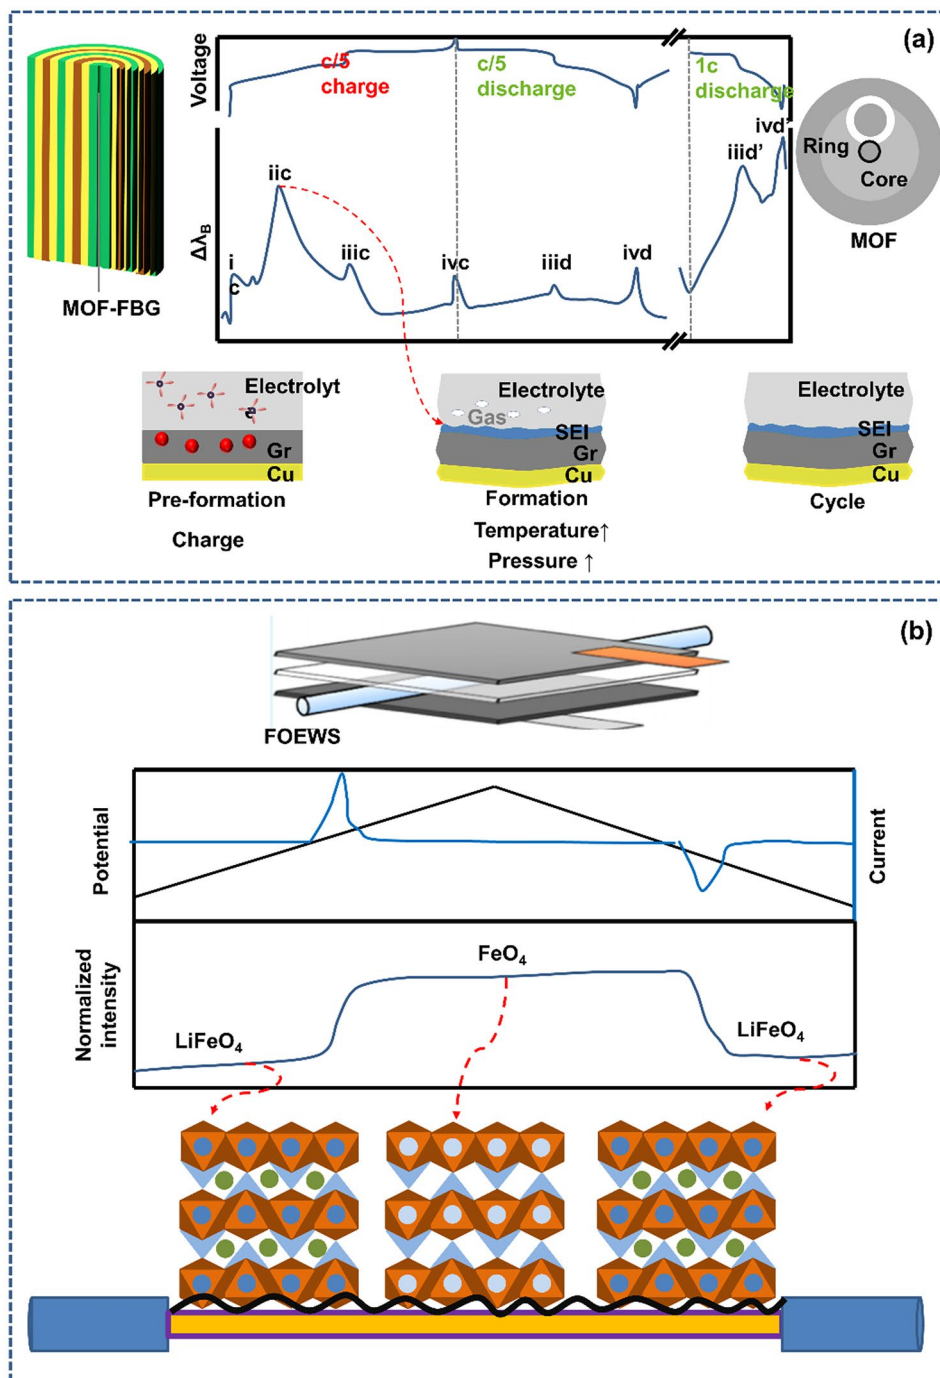 (a)
Voltage
c/5
charge
c/5
discharge
1c
discharge
MOF-FBG
ΔλB
i
c
iic
iiic
ivc
iiid
ivd
iiid’
ivd’
Ring
Core
MOF
Electrolyt
e
Gr
Cu
Pre-formation
Charge
Electrolyte
Gas
SEI
Gr
Cu
Formation
Temperature↑
Pressure ↑
Electrolyte
SEI
Gr
Cu
Cycle
(b)
FOEWS
Potential
Current
Normalized
intensity
LiFeO4
FeO4
LiFeO4